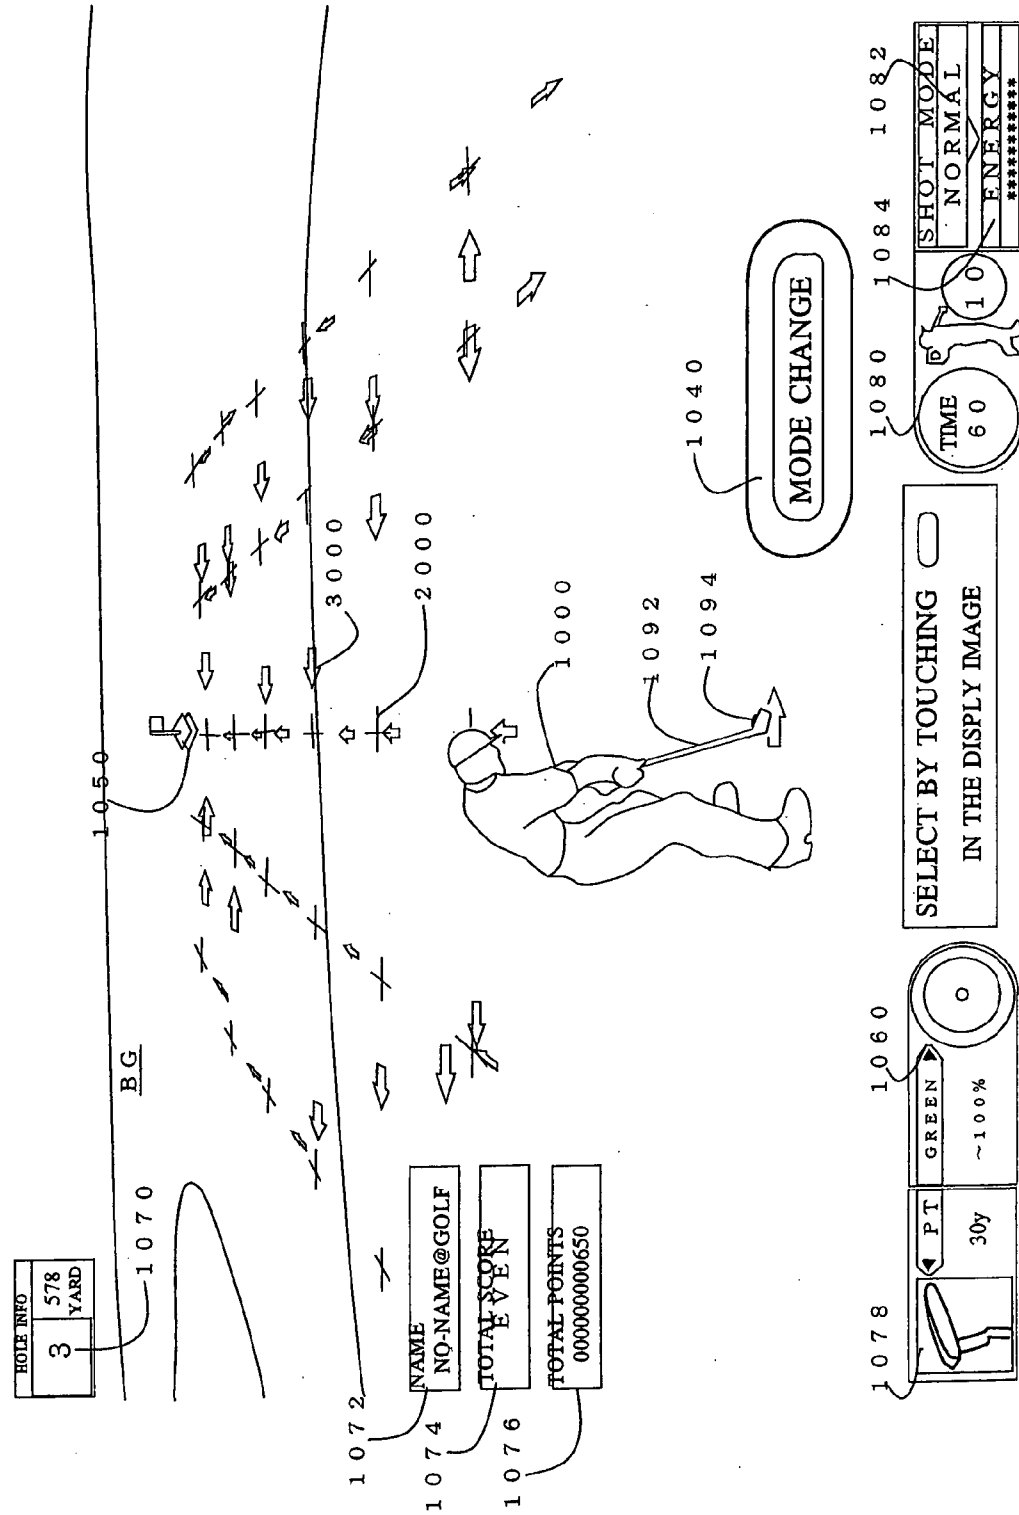 HOLE INFO
3
578
YARD
1070
BG
1050
3000
2000
1072
NAME
NO-NAME@GOLF
1074
TOTAL SCORE
EVEN
1076
TOTAL POINTS
000000000650
1000
1092
1094
1040
MODE CHANGE
1078
PT
30y
1060
GREEN
~100%
SELECT BY TOUCHING
IN THE DISPLY IMAGE
1080
TIME
60
D
10
1084
1082
SHOT MODE
NORMAL
ENERGY
***********